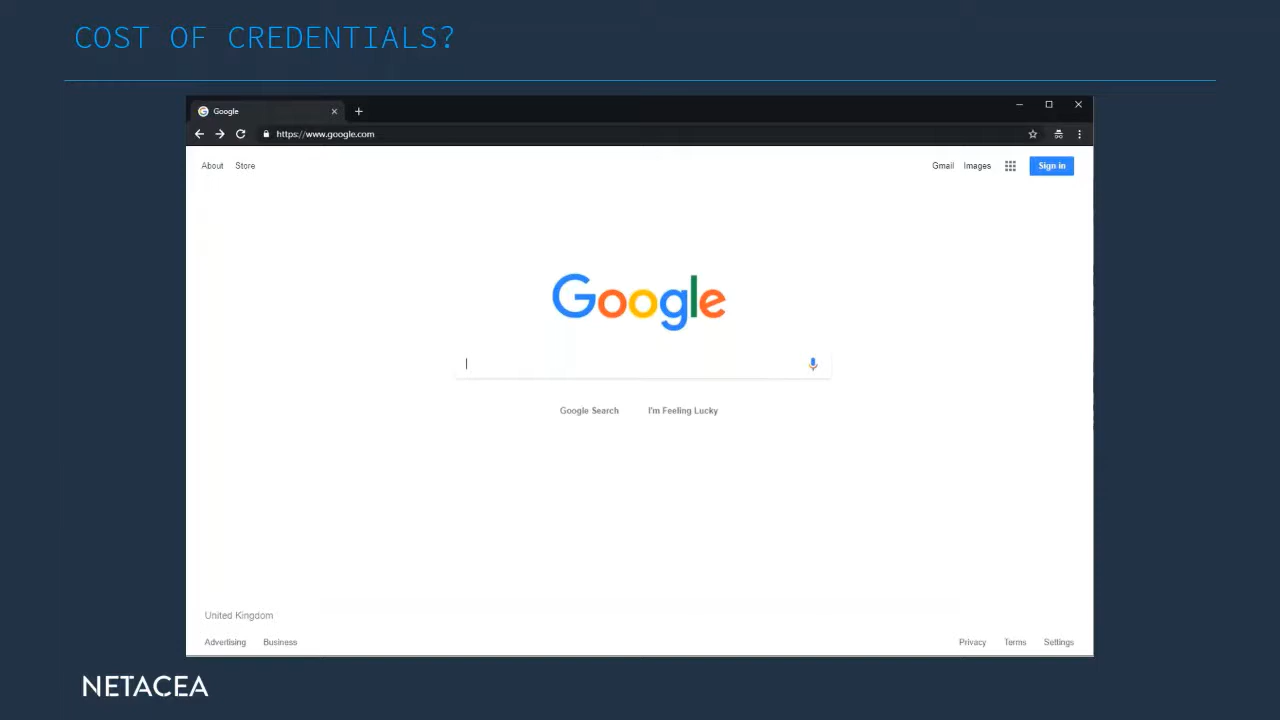 COST OF CREDENTIALS?
Google
https://www.google.com
About Store Gmail Images Sign in
Google
Google Search I'm Feeling Lucky
United Kingdom
Advertising Business Privacy Terms Settings
NETACEA